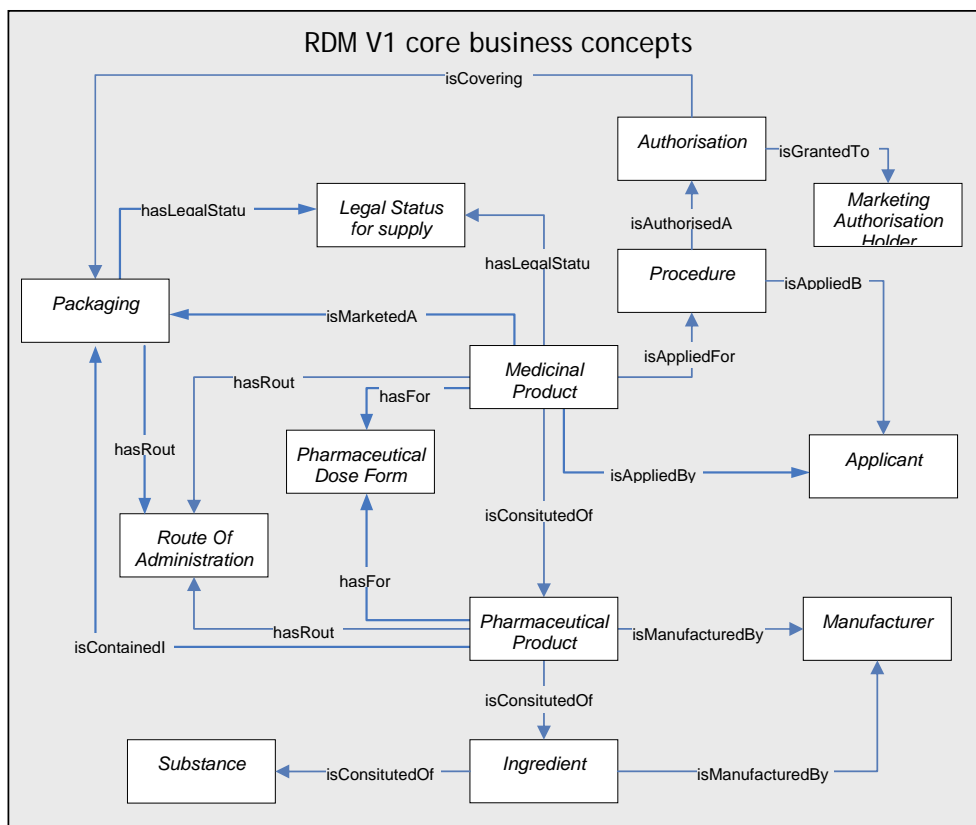 RDM V1 core business concepts
isCovering
Authorisation
isGrantedTo
Marketing
Authorisation
Holder
hasLegalStatu
Legal Status
for supply
isAuthorisedA
hasLegalStatu
Procedure
isAppliedB
Packaging
isMarketedA
isAppliedFor
Medicinal
Product
hasRout
hasFor
hasRout
Pharmaceutical
Dose Form
isAppliedBy
Applicant
isConsitutedOf
Route Of
Administration
hasFor
hasRout
Pharmaceutical
Product
isManufacturedBy
Manufacturer
isContainedI
isConsitutedOf
Substance
isConsitutedOf
Ingredient
isManufacturedBy